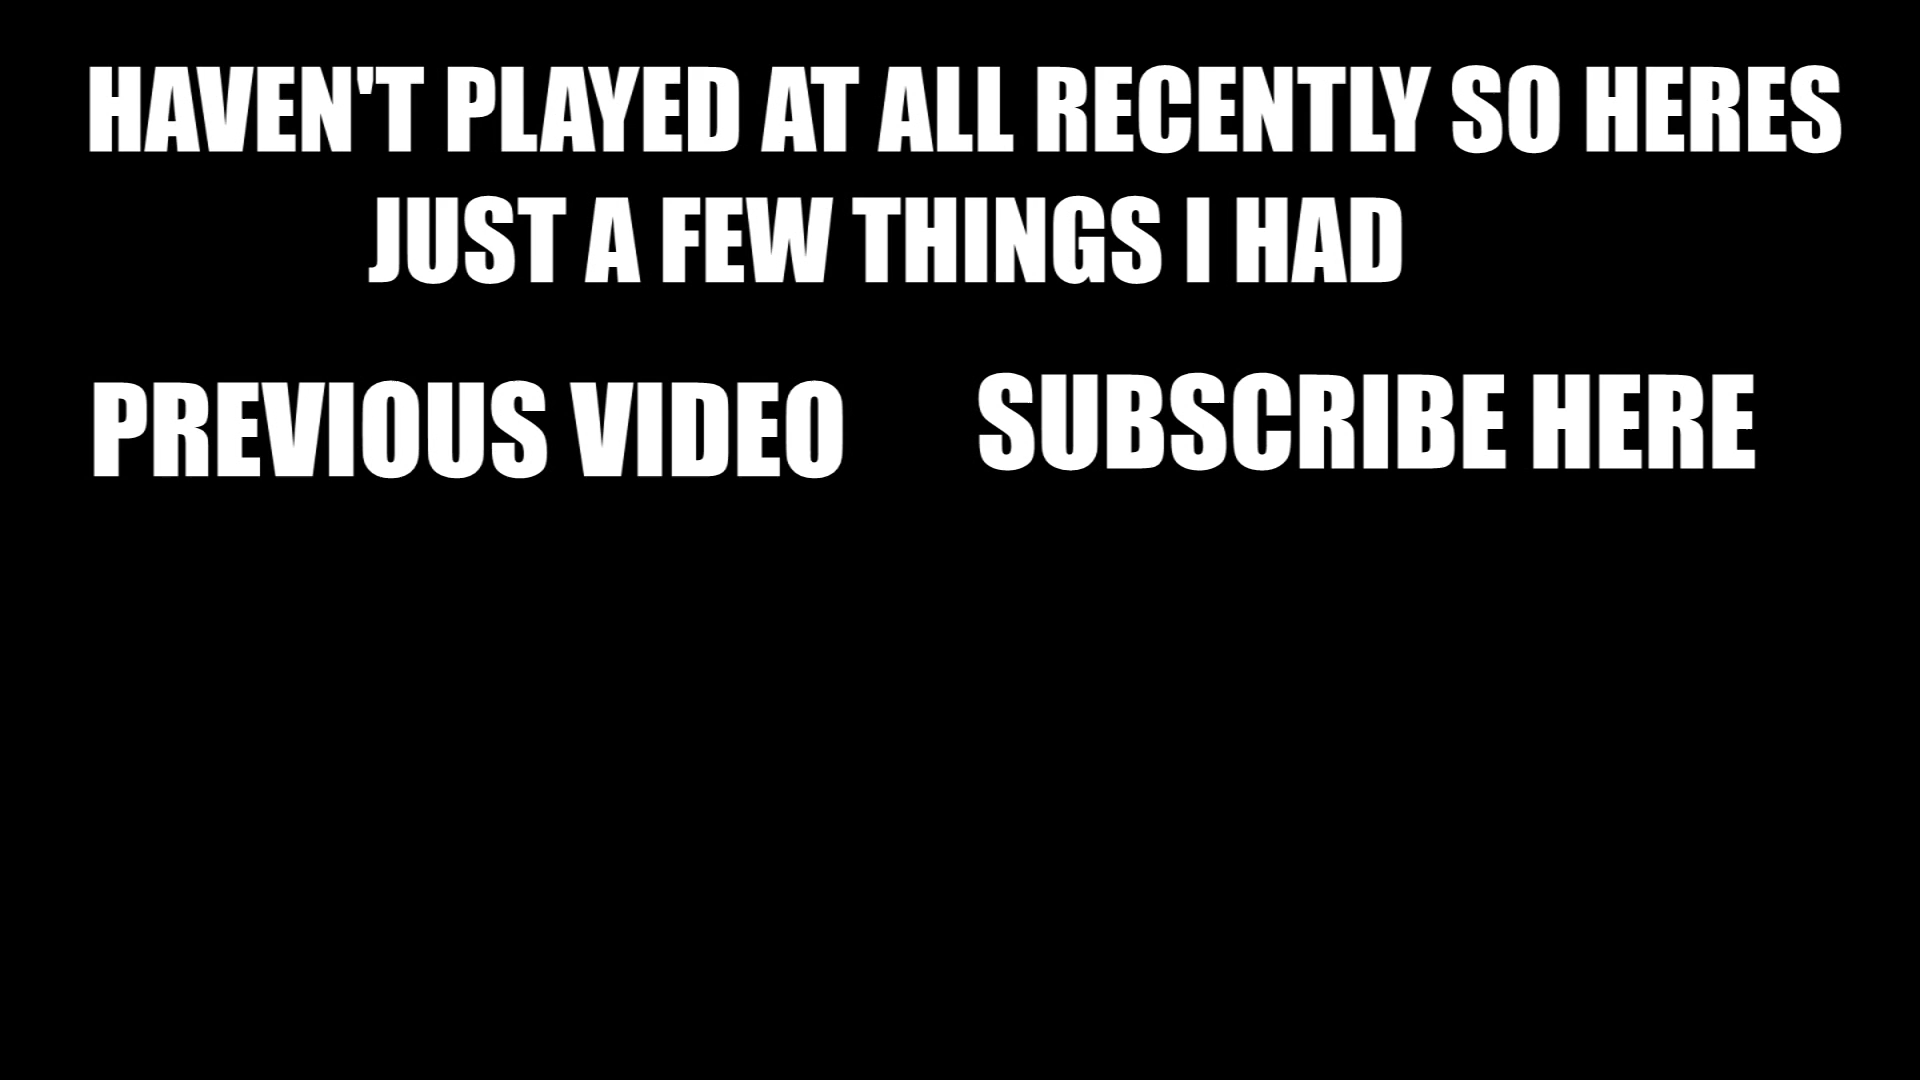 HAVEN'T PLAYED AT ALL RECENTLY SO HERES
JUST A FEW THINGS I HAD
PREVIOUS VIDEO
SUBSCRIBE HERE